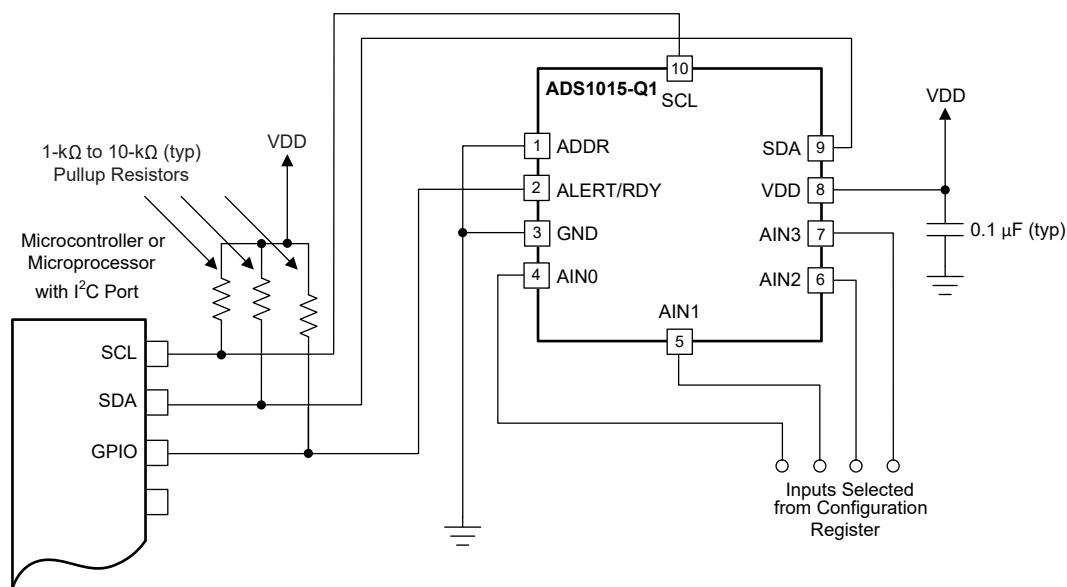 10
ADS1015-Q1
SCL
VDD
1 ADDR
SDA 9
1-kΩ to 10-kΩ (typ)
Pullup Resistors
VDD
2 ALERT/RDY
VDD 8
3 GND
AIN3 7
0.1 μF (typ)
Microcontroller or
Microprocessor
with I²C Port
4 AIN0
AIN2 6
AIN1
5
SCL
SDA
GPIO
Inputs Selected
from Configuration
Register